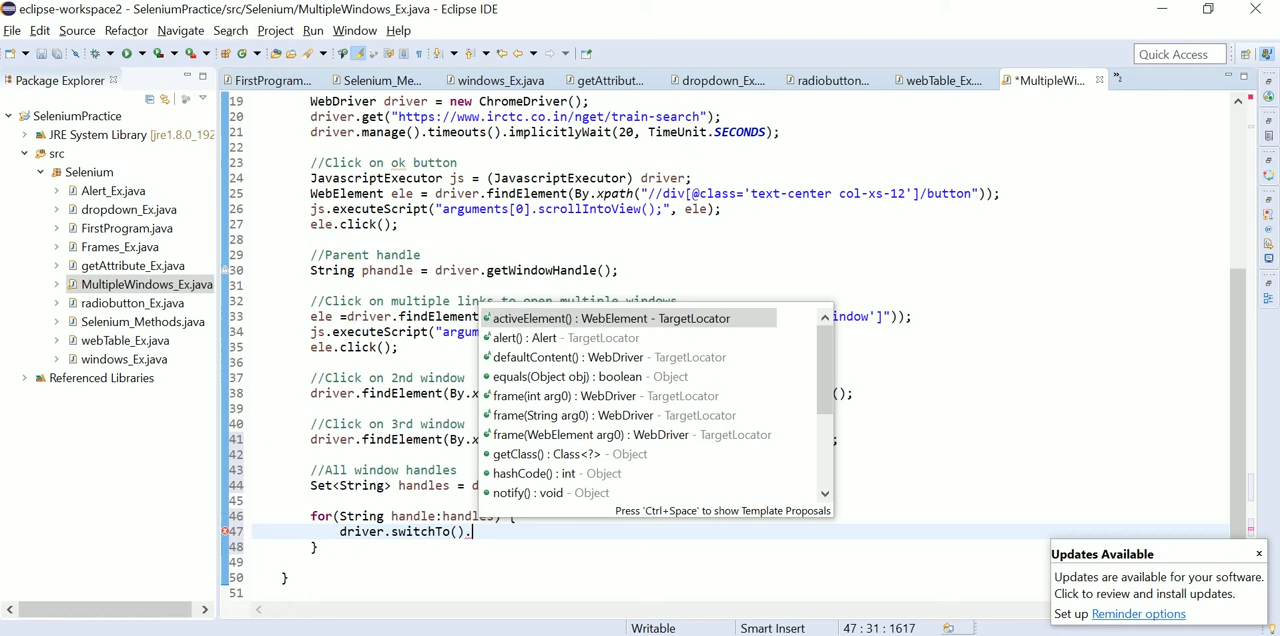 eclipse-workspace2 - SeleniumPractice/src/Selenium/MultipleWindows_Ex.java - Eclipse IDE
File Edit Source Refactor Navigate Search Project Run Window Help
Quick Access
Package Explorer
FirstProgram... Selenium_Me... windows_Ex.java getAttribut... dropdown_Ex.... radiobutton... webTable_Ex.... *MultipleWi... »2
SeleniumPractice
JRE System Library [jre1.8.0_192
src
Selenium
Alert_Ex.java
dropdown_Ex.java
FirstProgram.java
Frames_Ex.java
getAttribute_Ex.java
MultipleWindows_Ex.java
radiobutton_Ex.java
Selenium_Methods.java
webTable_Ex.java
windows_Ex.java
Referenced Libraries
19 WebDriver driver = new ChromeDriver();
20 driver.get("https://www.irctc.co.in/nget/train-search");
21 driver.manage().timeouts().implicitlyWait(20, TimeUnit.SECONDS);
22
23 //Click on ok button
24 JavascriptExecutor js = (JavascriptExecutor) driver;
25 WebElement ele = driver.findElement(By.xpath("//div[@class='text-center col-xs-12']/button"));
26 js.executeScript("arguments[0].scrollIntoView();", ele);
27 ele.click();
28
29 //Parent handle
30 String phandle = driver.getWindowHandle();
31
32 //Click on multiple links to open multiple windows
33 ele =driver.findElement indow']"));
34 js.executeScript("argum
35 ele.click();
36
37 //Click on 2nd window
38 driver.findElement(By.x ();
39
40 //Click on 3rd window
41 driver.findElement(By.x ;
42
43 //All window handles
44 Set<String> handles = d
45
46 for(String handle:handles) {
47 driver.switchTo().
48 }
49
50 }
51
activeElement() : WebElement - TargetLocator
alert() : Alert - TargetLocator
defaultContent() : WebDriver - TargetLocator
equals(Object obj) : boolean - Object
frame(int arg0) : WebDriver - TargetLocator
frame(String arg0) : WebDriver - TargetLocator
frame(WebElement arg0) : WebDriver - TargetLocator
getClass() : Class<?> - Object
hashCode() : int - Object
notify() : void - Object
Press 'Ctrl+Space' to show Template Proposals
Updates Available
Updates are available for your software.
Click to review and install updates.
Set up Reminder options
Writable Smart Insert 47 : 31 : 1617